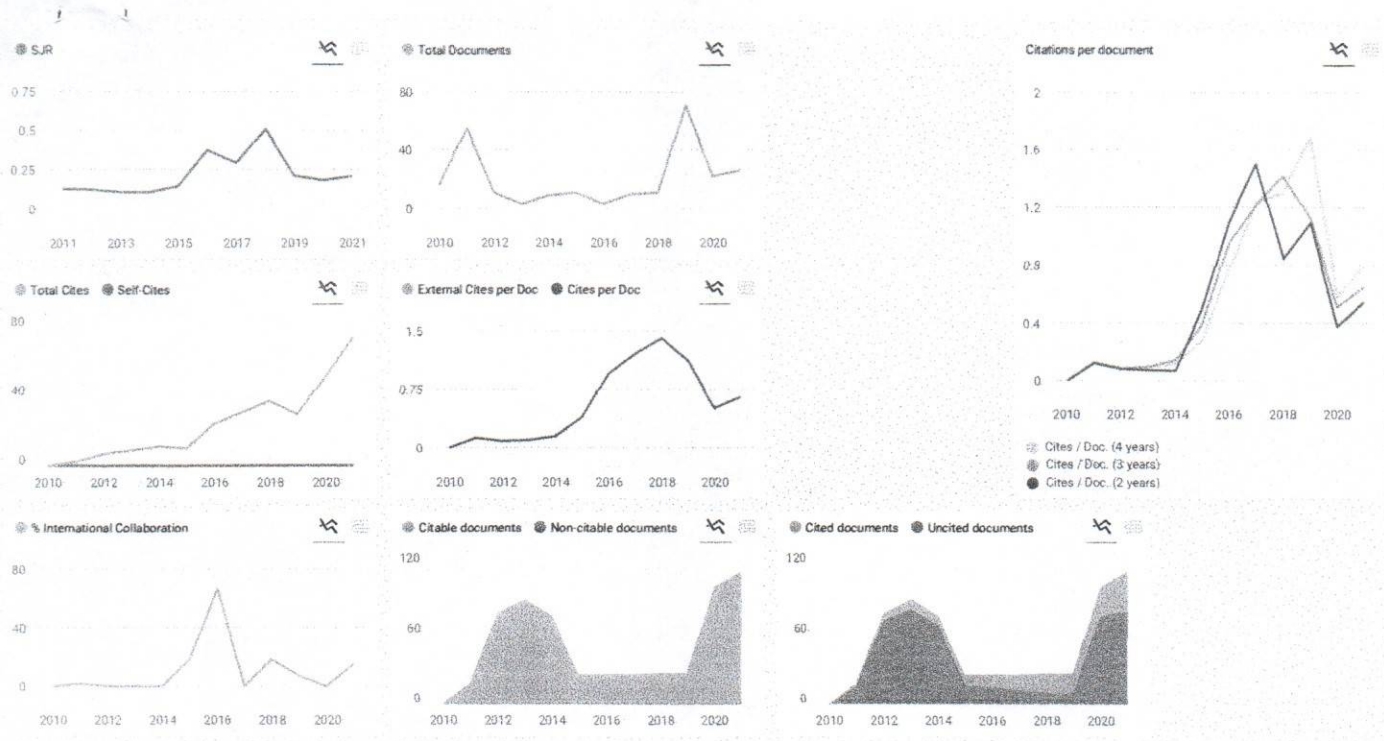 SJR
0.75
0.5
0.25
0
2011 2013 2015 2017 2019 2021
Total Documents
80
40
0
2010 2012 2014 2016 2018 2020
Citations per document
2
1.6
1.2
0.8
0.4
0
2010 2012 2014 2016 2018 2020
Cites / Doc. (4 years)
Cites / Doc. (3 years)
Cites / Doc. (2 years)
Total Cites Self-Cites
80
40
0
2010 2012 2014 2016 2018 2020
External Cites per Doc Cites per Doc
1.5
0.75
0
2010 2012 2014 2016 2018 2020
% International Collaboration
80
40
0
2010 2012 2014 2016 2018 2020
Citable documents Non-citable documents
120
60
0
2010 2012 2014 2016 2018 2020
Cited documents Uncited documents
120
60
0
2010 2012 2014 2016 2018 2020